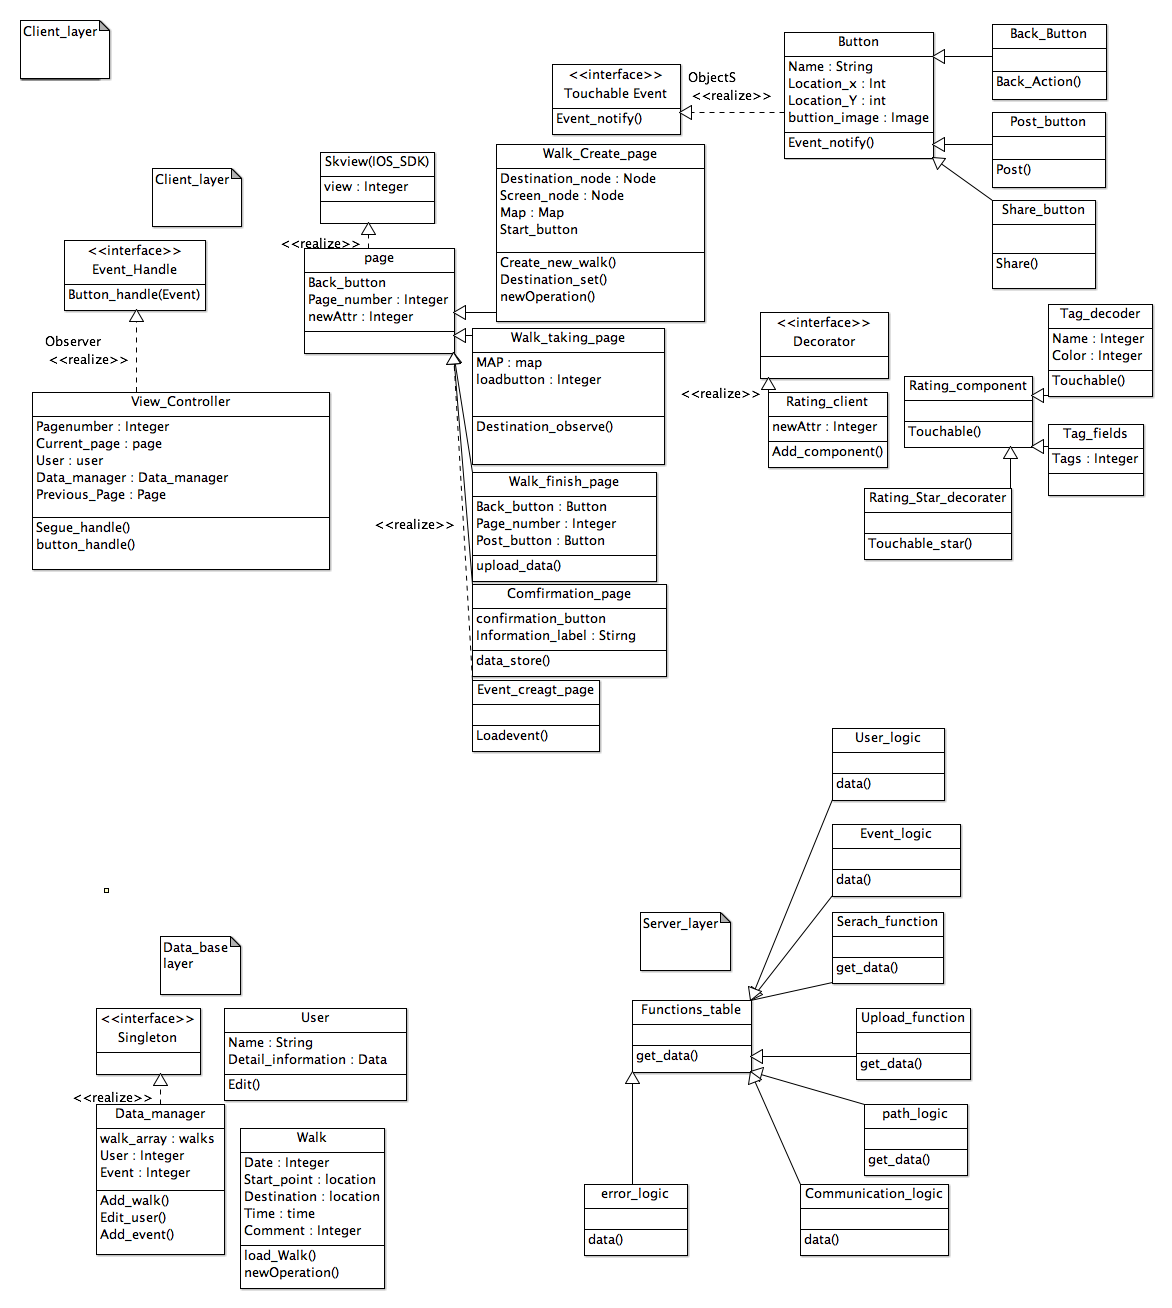 Client_layer
Button
Name : String
Location_x : Int
Location_Y : int
buttion_image : Image
Event_notify()
Back_Button
Back_Action()
ObjectS
<<realize>>
<<interface>>
Touchable Event
Event_notify()
Post_button
Post()
Share_button
Share()
Client_layer
Skview(IOS_SDK)
view : Integer
<<realize>>
Walk_Create_page
Destination_node : Node
Screen_node : Node
Map : Map
Start_button
Create_new_walk()
Destination_set()
newOperation()
<<interface>>
Event_Handle
Button_handle(Event)
page
Back_button
Page_number : Integer
newAttr : Integer
Observer
<<realize>>
Walk_taking_page
MAP : map
loadbutton : Integer
Destination_observe()
<<interface>>
Decorator
<<realize>>
Rating_client
newAttr : Integer
Add_component()
Rating_component
Touchable()
Tag_decoder
Name : Integer
Color : Integer
Touchable()
Tag_fields
Tags : Integer
Rating_Star_decorater
Touchable_star()
View_Controller
Pagenumber : Integer
Current_page : page
User : user
Data_manager : Data_manager
Previous_Page : Page
Segue_handle()
button_handle()
<<realize>>
Walk_finish_page
Back_button : Button
Page_number : Integer
Post_button : Button
upload_data()
Comfirmation_page
confirmation_button
Information_label : Stirng
data_store()
Event_creagt_page
Loadevent()
User_logic
data()
Event_logic
data()
Serach_function
get_data()
Server_layer
Functions_table
get_data()
Upload_function
get_data()
path_logic
get_data()
error_logic
data()
Communication_logic
data()
Data_base
layer
<<interface>>
Singleton
<<realize>>
User
Name : String
Detail_information : Data
Edit()
Data_manager
walk_array : walks
User : Integer
Event : Integer
Add_walk()
Edit_user()
Add_event()
Walk
Date : Integer
Start_point : location
Destination : location
Time : time
Comment : Integer
load_Walk()
newOperation()